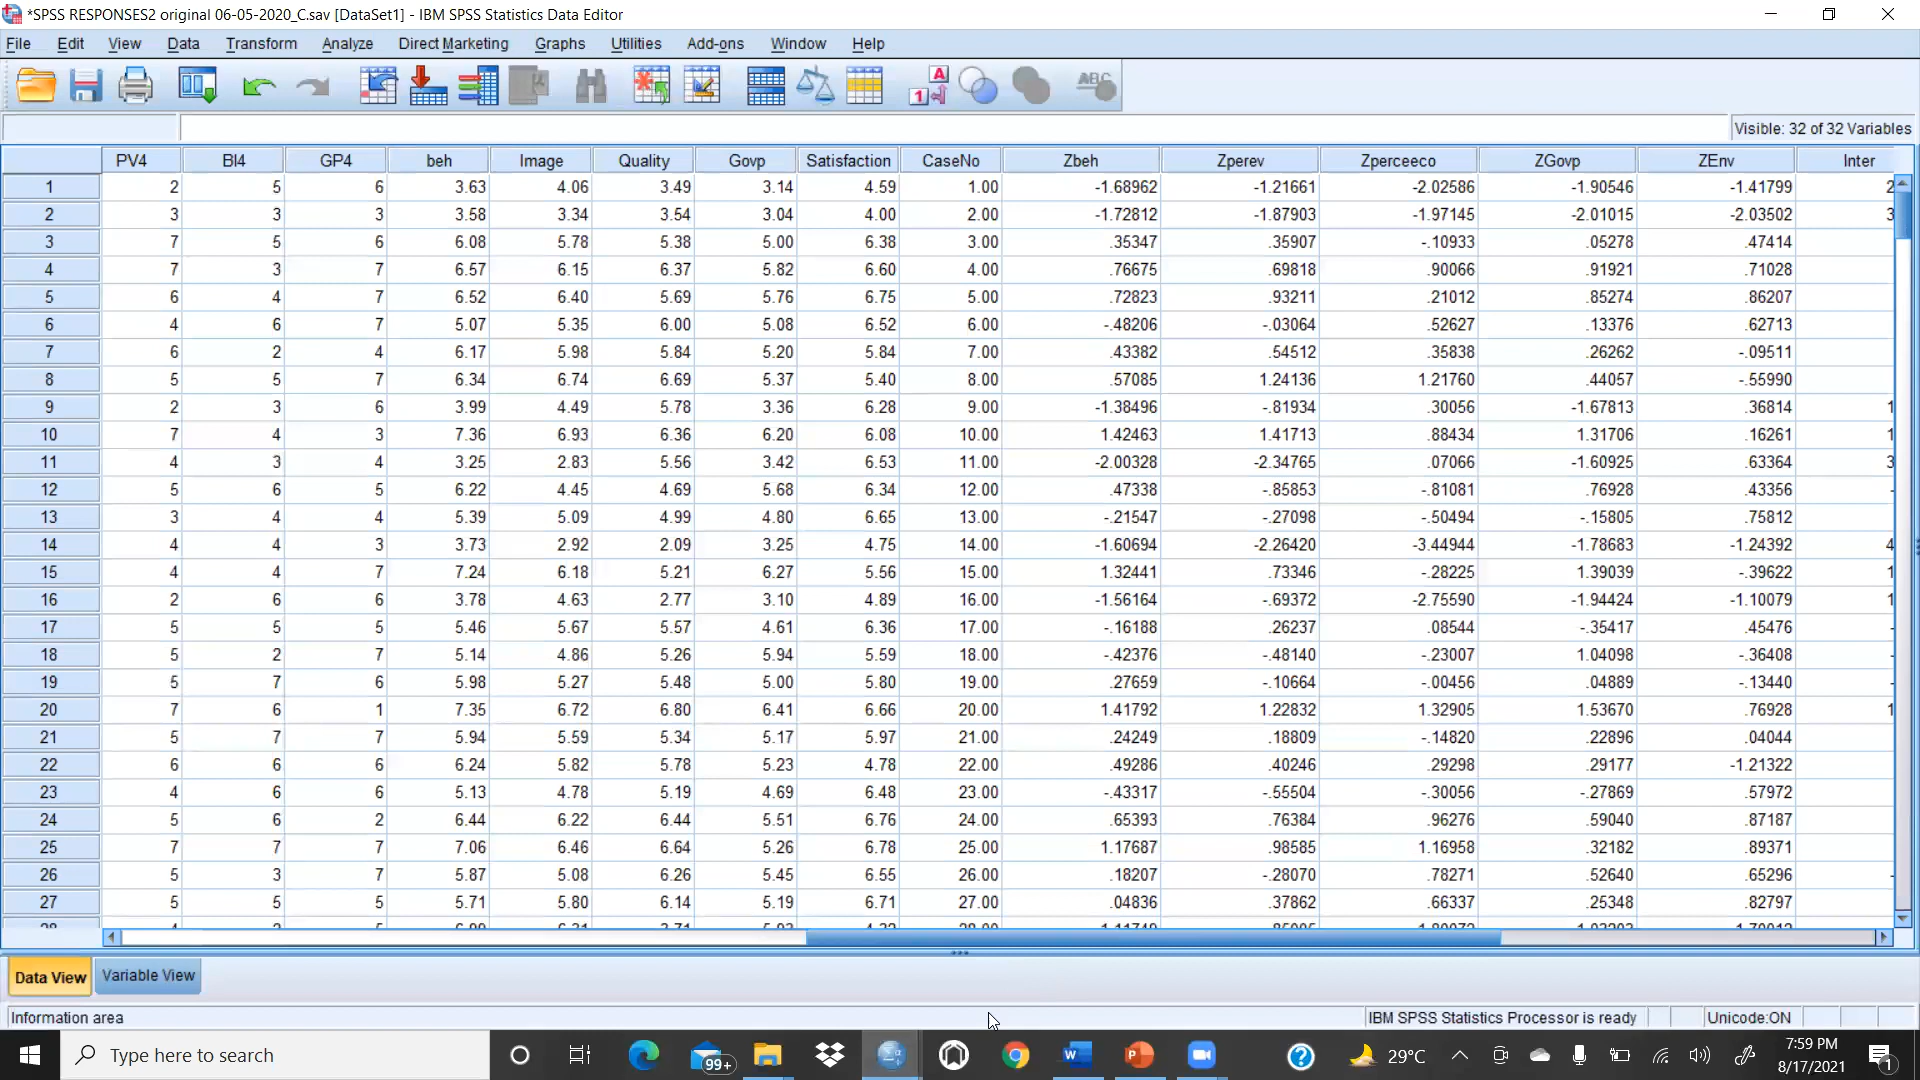 *SPSS RESPONSES2 original 06-05-2020_C.sav [DataSet1] - IBM SPSS Statistics Data Editor
File Edit View Data Transform Analyze Direct Marketing Graphs Utilities Add-ons Window Help
A 1 ABC
Visible: 32 of 32 Variables
PV4 BI4 GP4 beh Image Quality Govp Satisfaction CaseNo Zbeh Zperev Zperceeco ZGovp ZEnv Inter
1 2 5 6 3.63 4.06 3.49 3.14 4.59 1.00 -1.68962 -1.21661 -2.02586 -1.90546 -1.41799 2
2 3 3 3 3.58 3.34 3.54 3.04 4.00 2.00 -1.72812 -1.87903 -1.97145 -2.01015 -2.03502 3
3 7 5 6 6.08 5.78 5.38 5.00 6.38 3.00 .35347 .35907 -.10933 .05278 .47414
4 7 3 7 6.57 6.15 6.37 5.82 6.60 4.00 .76675 .69818 .90066 .91921 .71028
5 6 4 7 6.52 6.40 5.69 5.76 6.75 5.00 .72823 .93211 .21012 .85274 .86207
6 4 6 7 5.07 5.35 6.00 5.08 6.52 6.00 -.48206 -.03064 .52627 .13376 .62713
7 6 2 4 6.17 5.98 5.84 5.20 5.84 7.00 .43382 .54512 .35838 .26262 -.09511
8 5 5 7 6.34 6.74 6.69 5.37 5.40 8.00 .57085 1.24136 1.21760 .44057 -.55990
9 2 3 6 3.99 4.49 5.78 3.36 6.28 9.00 -1.38496 -.81934 .30056 -1.67813 .36814 1
10 7 4 3 7.36 6.93 6.36 6.20 6.08 10.00 1.42463 1.41713 .88434 1.31706 .16261 1
11 4 3 4 3.25 2.83 5.56 3.42 6.53 11.00 -2.00328 -2.34765 .07066 -1.60925 .63364 3
12 5 6 5 6.22 4.45 4.69 5.68 6.34 12.00 .47338 -.85853 -.81081 .76928 .43356 -
13 3 4 4 5.39 5.09 4.99 4.80 6.65 13.00 -.21547 -.27098 -.50494 -.15805 .75812 -
14 4 4 3 3.73 2.92 2.09 3.25 4.75 14.00 -1.60694 -2.26420 -3.44944 -1.78683 -1.24392 4
15 4 4 7 7.24 6.18 5.21 6.27 5.56 15.00 1.32441 .73346 -.28225 1.39039 -.39622 1
16 2 6 6 3.78 4.63 2.77 3.10 4.89 16.00 -1.56164 -.69372 -2.75590 -1.94424 -1.10079 1
17 5 5 5 5.46 5.67 5.57 4.61 6.36 17.00 -.16188 .26237 .08544 -.35417 .45476 -
18 5 2 7 5.14 4.86 5.26 5.94 5.59 18.00 -.42376 -.48140 -.23007 1.04098 -.36408 -
19 5 7 6 5.98 5.27 5.48 5.00 5.80 19.00 .27659 -.10664 -.00456 .04889 -.13440 -
20 7 6 1 7.35 6.72 6.80 6.41 6.66 20.00 1.41792 1.22832 1.32905 1.53670 .76928 1
21 5 7 7 5.94 5.59 5.34 5.17 5.97 21.00 .24249 .18809 -.14820 .22896 .04044
22 6 6 6 6.24 5.82 5.78 5.23 4.78 22.00 .49286 .40246 .29298 .29177 -1.21322
23 4 6 6 5.13 4.78 5.19 4.69 6.48 23.00 -.43317 -.55504 -.30056 -.27869 .57972 -
24 5 6 2 6.44 6.22 6.44 5.51 6.76 24.00 .65393 .76384 .96276 .59040 .87187
25 7 7 7 7.06 6.46 6.64 5.26 6.78 25.00 1.17687 .98585 1.16958 .32182 .89371
26 5 3 7 5.87 5.08 6.26 5.45 6.55 26.00 .18207 -.28070 .78271 .52640 .65296 -
27 5 5 5 5.71 5.80 6.14 5.19 6.71 27.00 .04836 .37862 .66337 .25348 .82797
Data View Variable View
Information area
IBM SPSS Statistics Processor is ready
Unicode:ON
Type here to search
99+
29°C
7:59 PM
8/17/2021
1